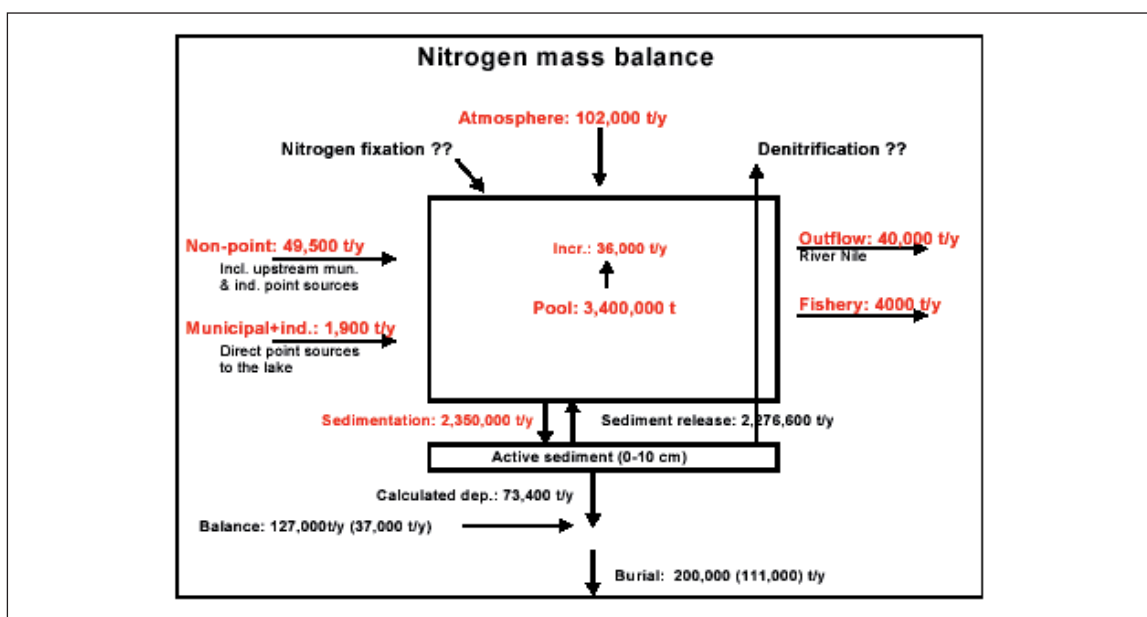 Nitrogen mass balance
Atmosphere: 102,000 t/y
Nitrogen fixation ??
Denitrification ??
Non-point: 49,500 t/y
Incl. upstream mun.
& ind. point sources
Incr.: 36,000 t/y
Outflow: 40,000 t/y
River Nile
Pool: 3,400,000 t
Fishery: 4000 t/y
Municipal+ind.: 1,900 t/y
Direct point sources
to the lake
Sedimentation: 2,350,000 t/y
Sediment release: 2,276,600 t/y
Active sediment (0-10 cm)
Calculated dep.: 73,400 t/y
Balance: 127,000t/y (37,000 t/y)
Burial: 200,000 (111,000) t/y